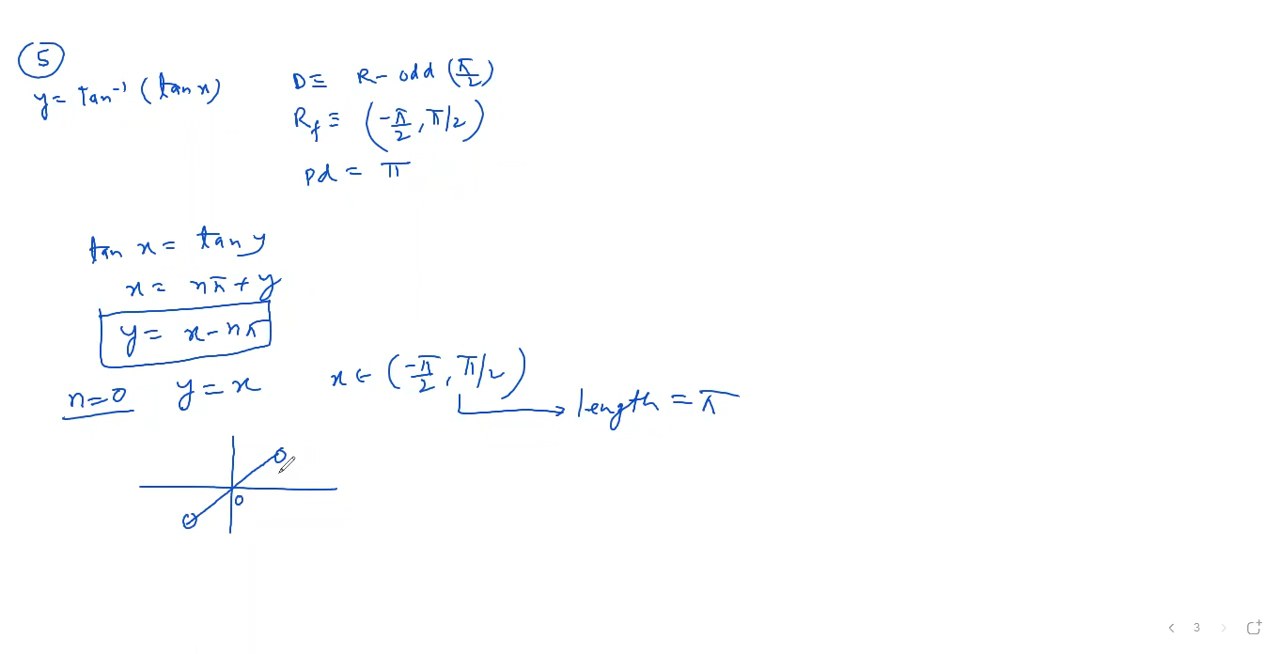 5
y = Tan⁻¹ (tan x)
D ≡ R - odd (π/2)
R_f ≡ (-π/2, π/2)
pd = π
tan x = tan y
x = nπ + y
y = x - nπ
n=0 y = x x ∈ (-π/2, π/2)
length = π
0
3